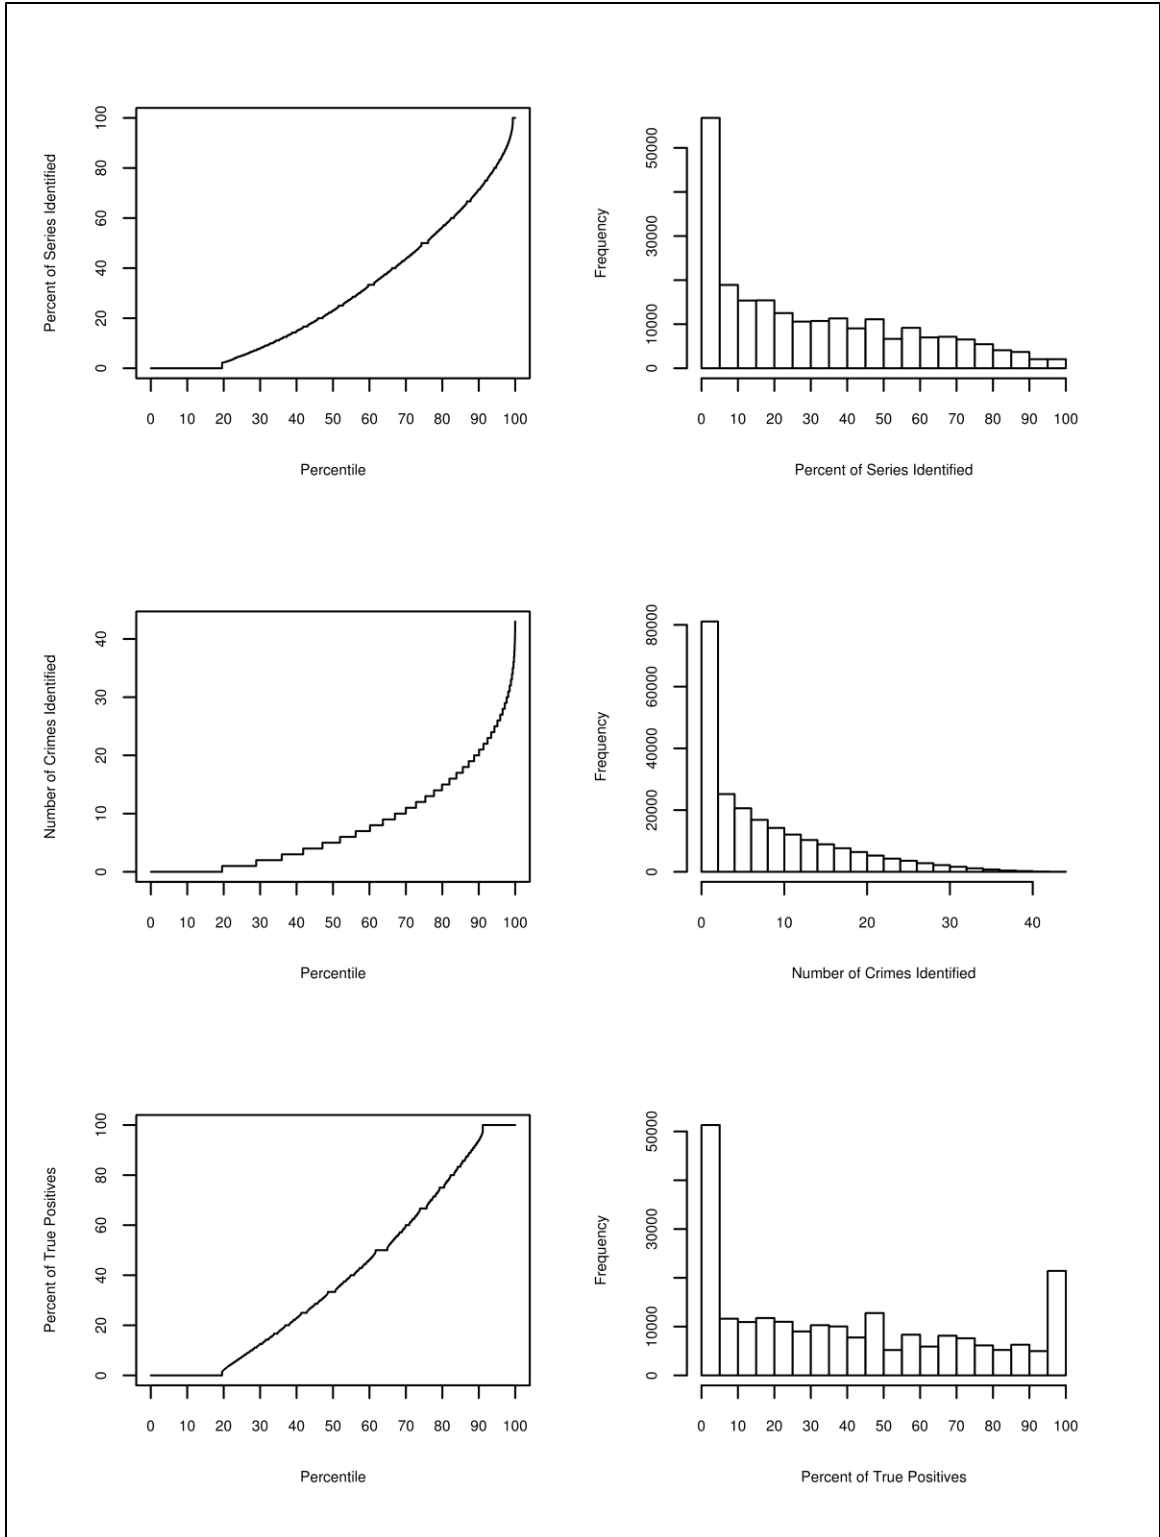 Percent of Series Identified
0 20 40 60 80 100
0 10 20 30 40 50 60 70 80 90 100
Percentile
Frequency
0 10000 30000 50000
0 10 20 30 40 50 60 70 80 90 100
Percent of Series Identified
Number of Crimes Identified
0 10 20 30 40
0 10 20 30 40 50 60 70 80 90 100
Percentile
Frequency
0 20000 40000 60000 80000
0 10 20 30 40
Number of Crimes Identified
Percent of True Positives
0 20 40 60 80 100
0 10 20 30 40 50 60 70 80 90 100
Percentile
Frequency
0 10000 30000 50000
0 10 20 30 40 50 60 70 80 90 100
Percent of True Positives